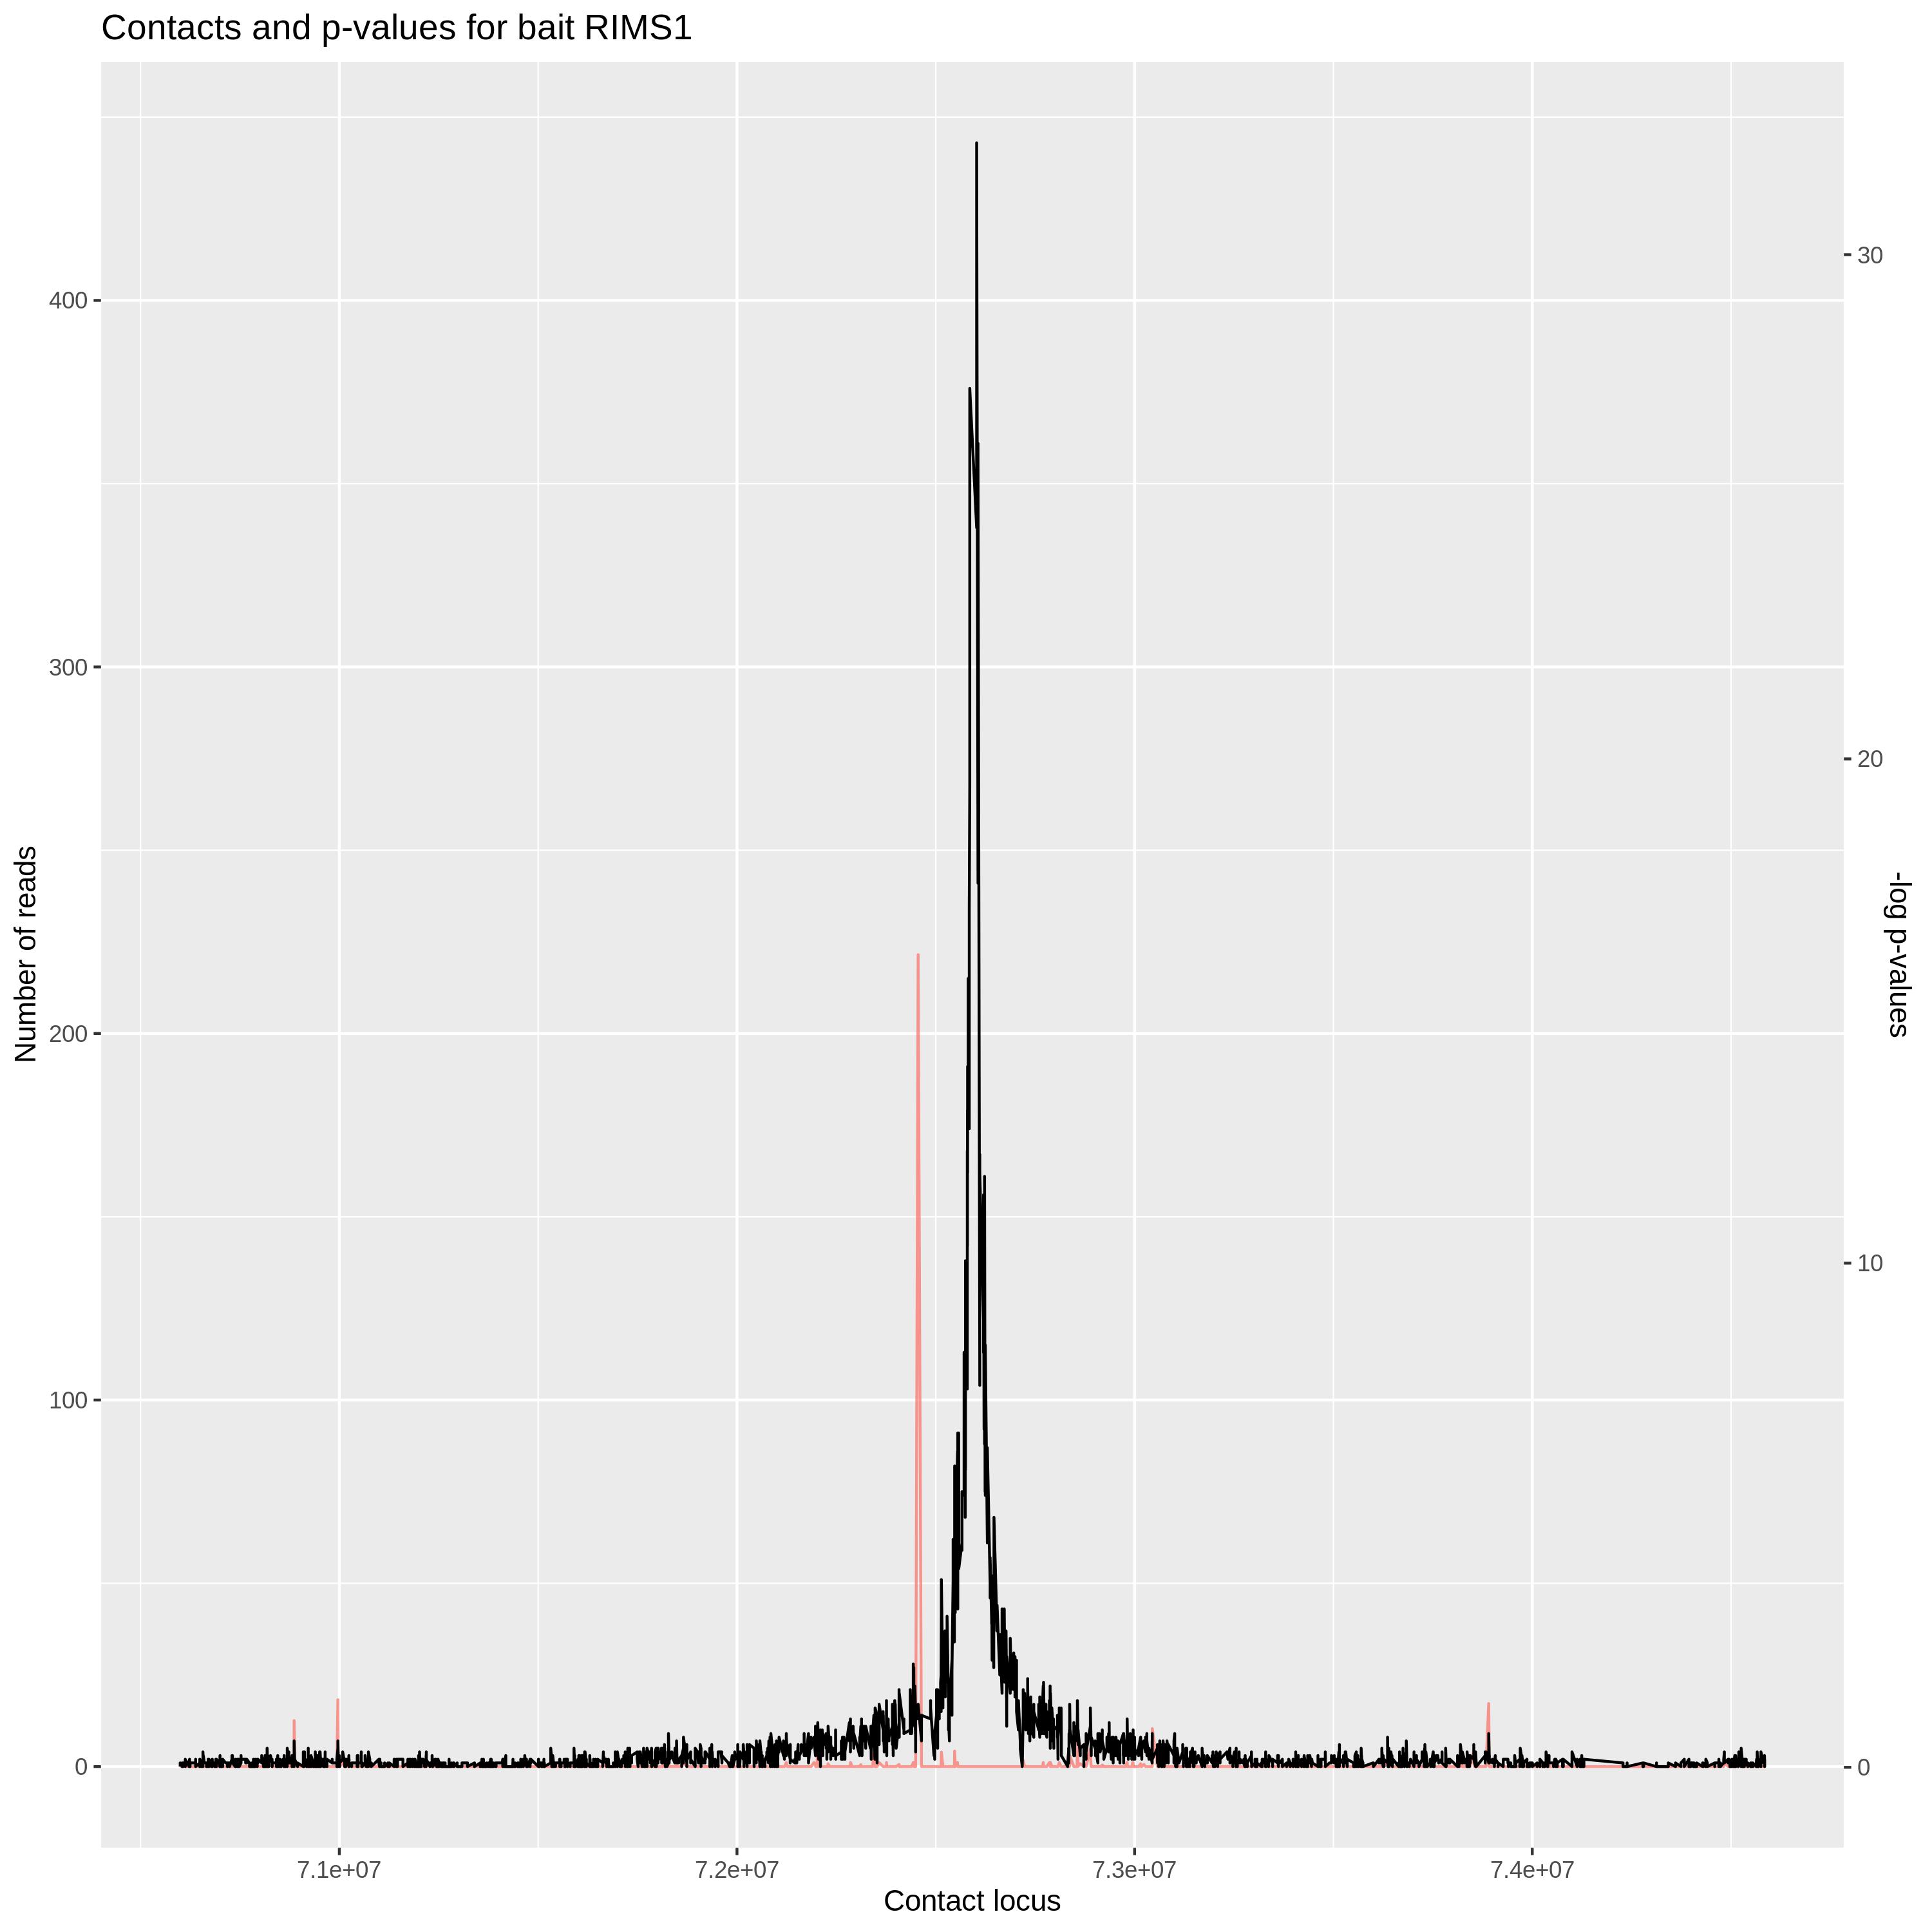 Contacts and p-values for bait RIMS1
Number of reads
400
300
200
100
0
30
20
10
0
-log p-values
7.1e+07
7.2e+07
7.3e+07
7.4e+07
Contact locus